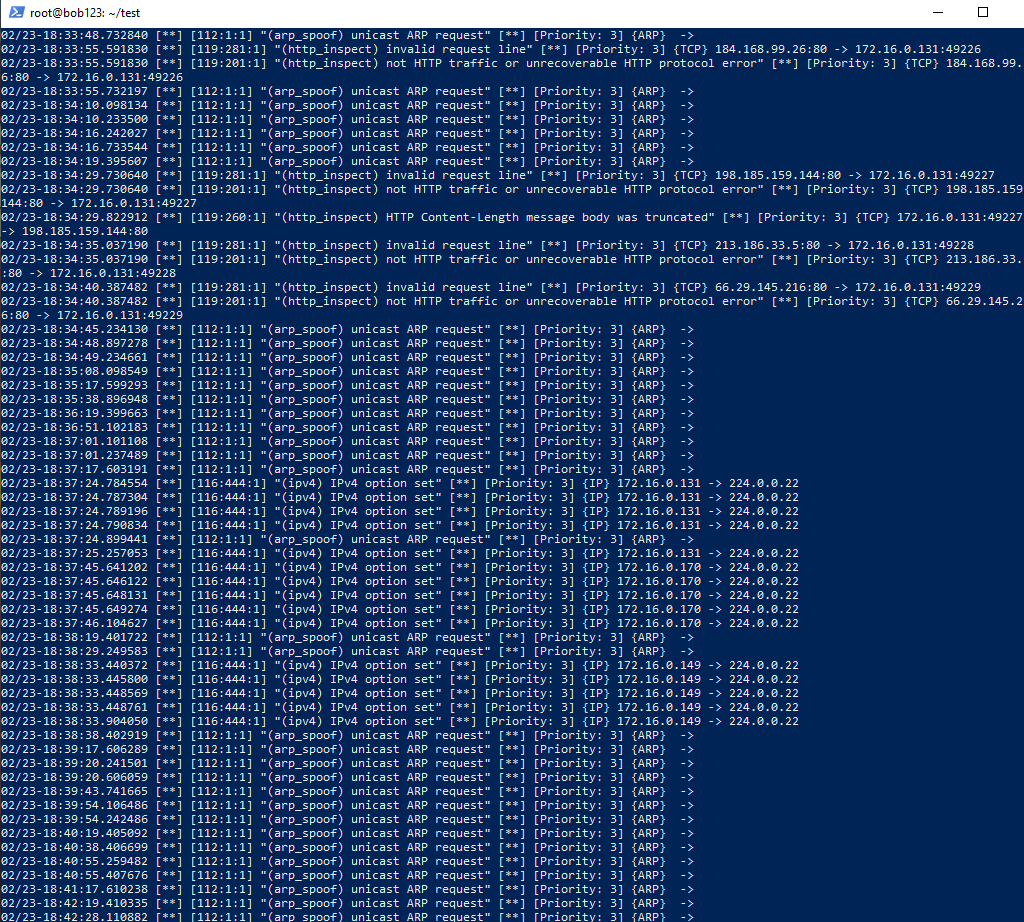 root@bob123: ~/test
02/23-18:33:48.732840 [**] [112:1:1] "(arp_spoof) unicast ARP request" [**] [Priority: 3] {ARP}  ->
02/23-18:33:55.591830 [**] [119:281:1] "(http_inspect) invalid request line" [**] [Priority: 3] {TCP} 184.168.99.26:80 -> 172.16.0.131:49226
02/23-18:33:55.591830 [**] [119:201:1] "(http_inspect) not HTTP traffic or unrecoverable HTTP protocol error" [**] [Priority: 3] {TCP} 184.168.99.
6:80 -> 172.16.0.131:49226
02/23-18:33:55.732197 [**] [112:1:1] "(arp_spoof) unicast ARP request" [**] [Priority: 3] {ARP}  ->
02/23-18:34:10.098134 [**] [112:1:1] "(arp_spoof) unicast ARP request" [**] [Priority: 3] {ARP}  ->
02/23-18:34:10.233500 [**] [112:1:1] "(arp_spoof) unicast ARP request" [**] [Priority: 3] {ARP}  ->
02/23-18:34:16.242027 [**] [112:1:1] "(arp_spoof) unicast ARP request" [**] [Priority: 3] {ARP}  ->
02/23-18:34:16.733544 [**] [112:1:1] "(arp_spoof) unicast ARP request" [**] [Priority: 3] {ARP}  ->
02/23-18:34:19.395607 [**] [112:1:1] "(arp_spoof) unicast ARP request" [**] [Priority: 3] {ARP}  ->
02/23-18:34:29.730640 [**] [119:281:1] "(http_inspect) invalid request line" [**] [Priority: 3] {TCP} 198.185.159.144:80 -> 172.16.0.131:49227
02/23-18:34:29.730640 [**] [119:201:1] "(http_inspect) not HTTP traffic or unrecoverable HTTP protocol error" [**] [Priority: 3] {TCP} 198.185.159
144:80 -> 172.16.0.131:49227
02/23-18:34:29.822912 [**] [119:260:1] "(http_inspect) HTTP Content-Length message body was truncated" [**] [Priority: 3] {TCP} 172.16.0.131:49227
-> 198.185.159.144:80
02/23-18:34:35.037190 [**] [119:281:1] "(http_inspect) invalid request line" [**] [Priority: 3] {TCP} 213.186.33.5:80 -> 172.16.0.131:49228
02/23-18:34:35.037190 [**] [119:201:1] "(http_inspect) not HTTP traffic or unrecoverable HTTP protocol error" [**] [Priority: 3] {TCP} 213.186.33.
:80 -> 172.16.0.131:49228
02/23-18:34:40.387482 [**] [119:281:1] "(http_inspect) invalid request line" [**] [Priority: 3] {TCP} 66.29.145.216:80 -> 172.16.0.131:49229
02/23-18:34:40.387482 [**] [119:201:1] "(http_inspect) not HTTP traffic or unrecoverable HTTP protocol error" [**] [Priority: 3] {TCP} 66.29.145.2
6:80 -> 172.16.0.131:49229
02/23-18:34:45.234130 [**] [112:1:1] "(arp_spoof) unicast ARP request" [**] [Priority: 3] {ARP}  ->
02/23-18:34:48.897278 [**] [112:1:1] "(arp_spoof) unicast ARP request" [**] [Priority: 3] {ARP}  ->
02/23-18:34:49.234661 [**] [112:1:1] "(arp_spoof) unicast ARP request" [**] [Priority: 3] {ARP}  ->
02/23-18:35:08.098549 [**] [112:1:1] "(arp_spoof) unicast ARP request" [**] [Priority: 3] {ARP}  ->
02/23-18:35:17.599293 [**] [112:1:1] "(arp_spoof) unicast ARP request" [**] [Priority: 3] {ARP}  ->
02/23-18:35:38.896948 [**] [112:1:1] "(arp_spoof) unicast ARP request" [**] [Priority: 3] {ARP}  ->
02/23-18:36:19.399663 [**] [112:1:1] "(arp_spoof) unicast ARP request" [**] [Priority: 3] {ARP}  ->
02/23-18:36:51.102183 [**] [112:1:1] "(arp_spoof) unicast ARP request" [**] [Priority: 3] {ARP}  ->
02/23-18:37:01.101108 [**] [112:1:1] "(arp_spoof) unicast ARP request" [**] [Priority: 3] {ARP}  ->
02/23-18:37:01.237489 [**] [112:1:1] "(arp_spoof) unicast ARP request" [**] [Priority: 3] {ARP}  ->
02/23-18:37:17.603191 [**] [112:1:1] "(arp_spoof) unicast ARP request" [**] [Priority: 3] {ARP}  ->
02/23-18:37:24.784554 [**] [116:444:1] "(ipv4) IPv4 option set" [**] [Priority: 3] {IP} 172.16.0.131 -> 224.0.0.22
02/23-18:37:24.787304 [**] [116:444:1] "(ipv4) IPv4 option set" [**] [Priority: 3] {IP} 172.16.0.131 -> 224.0.0.22
02/23-18:37:24.789196 [**] [116:444:1] "(ipv4) IPv4 option set" [**] [Priority: 3] {IP} 172.16.0.131 -> 224.0.0.22
02/23-18:37:24.790834 [**] [116:444:1] "(ipv4) IPv4 option set" [**] [Priority: 3] {IP} 172.16.0.131 -> 224.0.0.22
02/23-18:37:24.899441 [**] [112:1:1] "(arp_spoof) unicast ARP request" [**] [Priority: 3] {ARP}  ->
02/23-18:37:25.257053 [**] [116:444:1] "(ipv4) IPv4 option set" [**] [Priority: 3] {IP} 172.16.0.131 -> 224.0.0.22
02/23-18:37:45.641202 [**] [116:444:1] "(ipv4) IPv4 option set" [**] [Priority: 3] {IP} 172.16.0.170 -> 224.0.0.22
02/23-18:37:45.646122 [**] [116:444:1] "(ipv4) IPv4 option set" [**] [Priority: 3] {IP} 172.16.0.170 -> 224.0.0.22
02/23-18:37:45.648131 [**] [116:444:1] "(ipv4) IPv4 option set" [**] [Priority: 3] {IP} 172.16.0.170 -> 224.0.0.22
02/23-18:37:45.649274 [**] [116:444:1] "(ipv4) IPv4 option set" [**] [Priority: 3] {IP} 172.16.0.170 -> 224.0.0.22
02/23-18:37:46.104627 [**] [116:444:1] "(ipv4) IPv4 option set" [**] [Priority: 3] {IP} 172.16.0.170 -> 224.0.0.22
02/23-18:38:19.401722 [**] [112:1:1] "(arp_spoof) unicast ARP request" [**] [Priority: 3] {ARP}  ->
02/23-18:38:29.249583 [**] [112:1:1] "(arp_spoof) unicast ARP request" [**] [Priority: 3] {ARP}  ->
02/23-18:38:33.440372 [**] [116:444:1] "(ipv4) IPv4 option set" [**] [Priority: 3] {IP} 172.16.0.149 -> 224.0.0.22
02/23-18:38:33.445800 [**] [116:444:1] "(ipv4) IPv4 option set" [**] [Priority: 3] {IP} 172.16.0.149 -> 224.0.0.22
02/23-18:38:33.448569 [**] [116:444:1] "(ipv4) IPv4 option set" [**] [Priority: 3] {IP} 172.16.0.149 -> 224.0.0.22
02/23-18:38:33.448761 [**] [116:444:1] "(ipv4) IPv4 option set" [**] [Priority: 3] {IP} 172.16.0.149 -> 224.0.0.22
02/23-18:38:33.904050 [**] [116:444:1] "(ipv4) IPv4 option set" [**] [Priority: 3] {IP} 172.16.0.149 -> 224.0.0.22
02/23-18:38:38.402919 [**] [112:1:1] "(arp_spoof) unicast ARP request" [**] [Priority: 3] {ARP}  ->
02/23-18:39:17.606289 [**] [112:1:1] "(arp_spoof) unicast ARP request" [**] [Priority: 3] {ARP}  ->
02/23-18:39:20.241501 [**] [112:1:1] "(arp_spoof) unicast ARP request" [**] [Priority: 3] {ARP}  ->
02/23-18:39:20.606059 [**] [112:1:1] "(arp_spoof) unicast ARP request" [**] [Priority: 3] {ARP}  ->
02/23-18:39:43.741665 [**] [112:1:1] "(arp_spoof) unicast ARP request" [**] [Priority: 3] {ARP}  ->
02/23-18:39:54.106486 [**] [112:1:1] "(arp_spoof) unicast ARP request" [**] [Priority: 3] {ARP}  ->
02/23-18:39:54.242486 [**] [112:1:1] "(arp_spoof) unicast ARP request" [**] [Priority: 3] {ARP}  ->
02/23-18:40:19.405092 [**] [112:1:1] "(arp_spoof) unicast ARP request" [**] [Priority: 3] {ARP}  ->
02/23-18:40:38.406699 [**] [112:1:1] "(arp_spoof) unicast ARP request" [**] [Priority: 3] {ARP}  ->
02/23-18:40:55.259482 [**] [112:1:1] "(arp_spoof) unicast ARP request" [**] [Priority: 3] {ARP}  ->
02/23-18:40:55.407676 [**] [112:1:1] "(arp_spoof) unicast ARP request" [**] [Priority: 3] {ARP}  ->
02/23-18:41:17.610238 [**] [112:1:1] "(arp_spoof) unicast ARP request" [**] [Priority: 3] {ARP}  ->
02/23-18:42:19.410335 [**] [112:1:1] "(arp_spoof) unicast ARP request" [**] [Priority: 3] {ARP}  ->
02/23-18:42:28.110882 [**] [112:1:1] "(arp_spoof) unicast ARP request" [**] [Priority: 3] {ARP}  ->